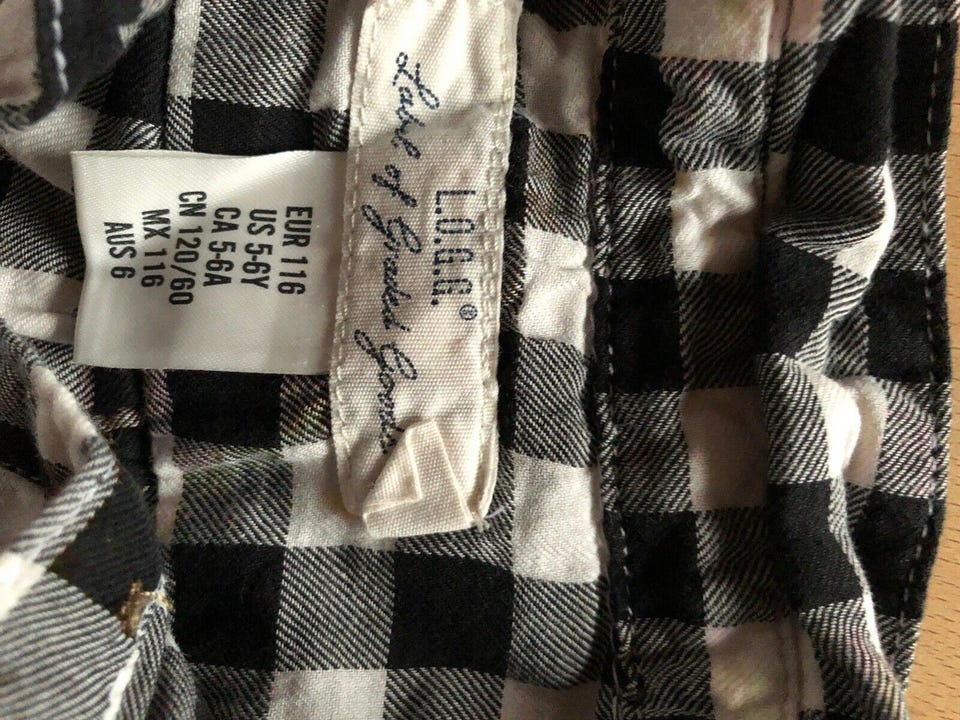 L.O.G.G.®
Label of Graded Goods
EUR 116
US 5-6Y
CA 5-6A
CN 120/60
MX 116
AUS 6